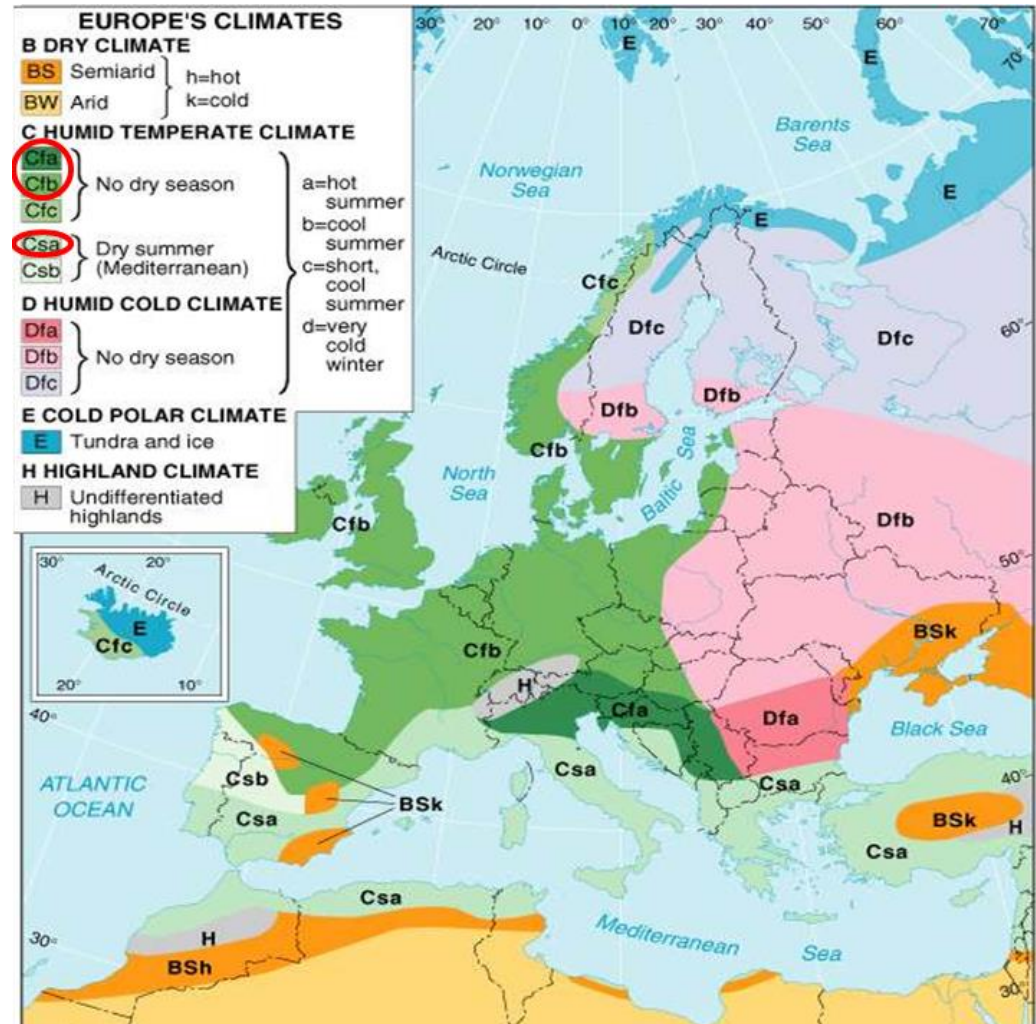 EUROPE'S CLIMATES
B DRY CLIMATE
BS Semiarid
BW Arid
h=hot
k=cold
C HUMID TEMPERATE CLIMATE
Cfa
Cfb
Cfc
No dry season
Csa
Csb
Dry summer
(Mediterranean)
a=hot
summer
b=cool
summer
c=short,
cool
summer
d=very
cold
winter
D HUMID COLD CLIMATE
Dfa
Dfb
Dfc
No dry season
E COLD POLAR CLIMATE
E Tundra and ice
H HIGHLAND CLIMATE
H Undifferentiated
highlands
30° 20° 10° 0° 10° 20° 30° 40° 50° 60° 70°
70°
E
E
Barents
Sea
Norwegian
Sea
E
E
Arctic Circle
Cfc
Dfc
Dfc
60°
Dfb
Dfb
Cfb
North
Sea
Baltic Sea
Cfb
Dfb
50°
30° 20°
Arctic Circle
E
Cfc
20° 10°
Cfb
BSk
H
Cfa
Dfa
40°
Black Sea
ATLANTIC
OCEAN
Csb
Csa
BSk
Csa
Csa
40°
BSk
H
Csa
Csa
Mediterranean
Sea
30°
H
BSh
30°